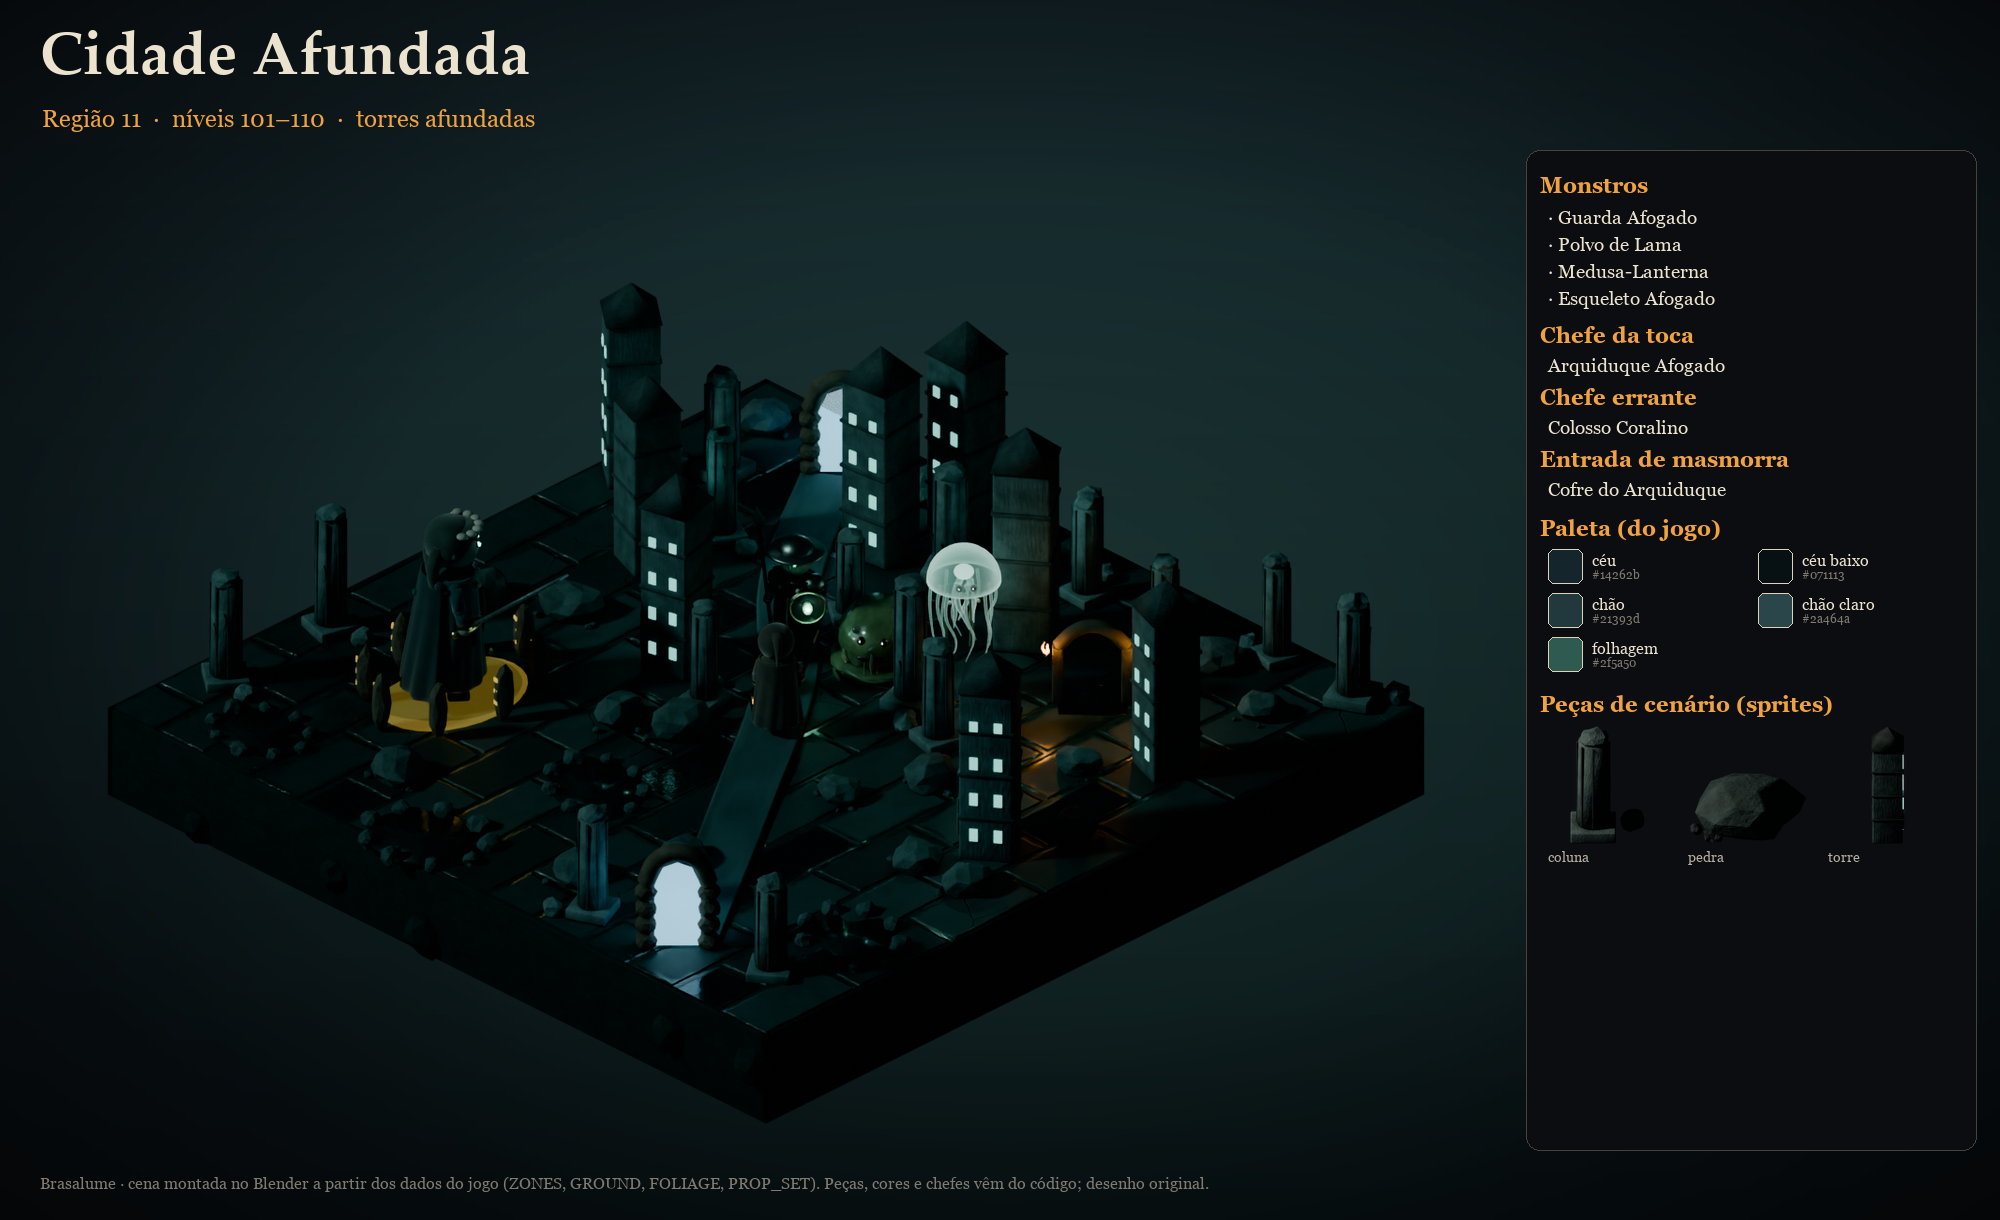 Cidade Afundada
Região 11 · níveis 101–110 · torres afundadas
Monstros
· Guarda Afogado
· Polvo de Lama
· Medusa-Lanterna
· Esqueleto Afogado
Chefe da toca
Arquiduque Afogado
Chefe errante
Colosso Coralino
Entrada de masmorra
Cofre do Arquiduque
Paleta (do jogo)
céu
#14262b
céu baixo
#071113
chão
#21393d
chão claro
#2a464a
folhagem
#2f5a50
Peças de cenário (sprites)
coluna
pedra
torre
Brasalume · cena montada no Blender a partir dos dados do jogo (ZONES, GROUND, FOLIAGE, PROP_SET). Peças, cores e chefes vêm do código; desenho original.